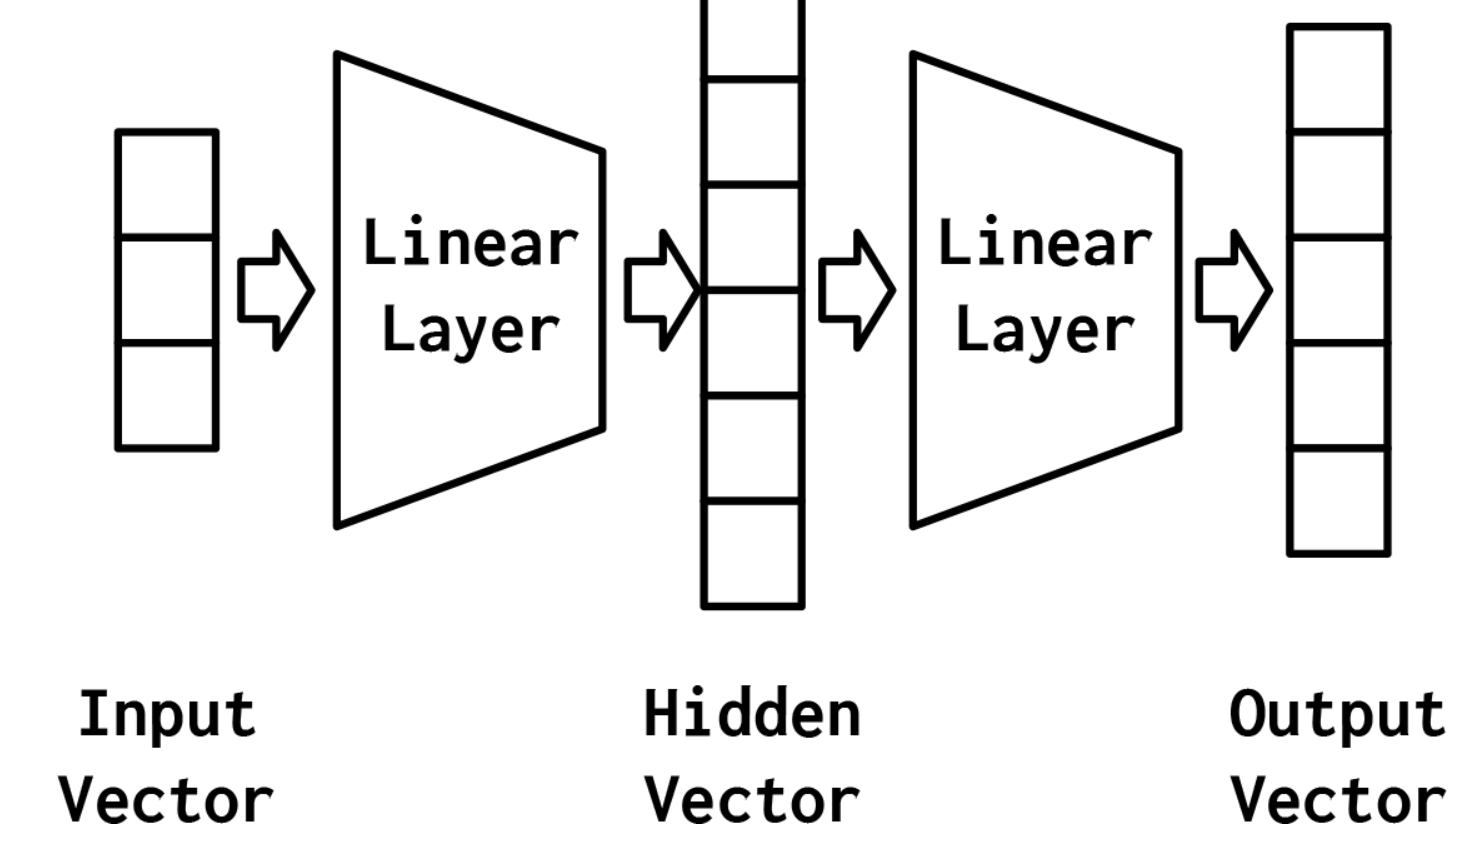 Linear
Layer
Linear
Layer
Input
Vector
Hidden
Vector
Output
Vector